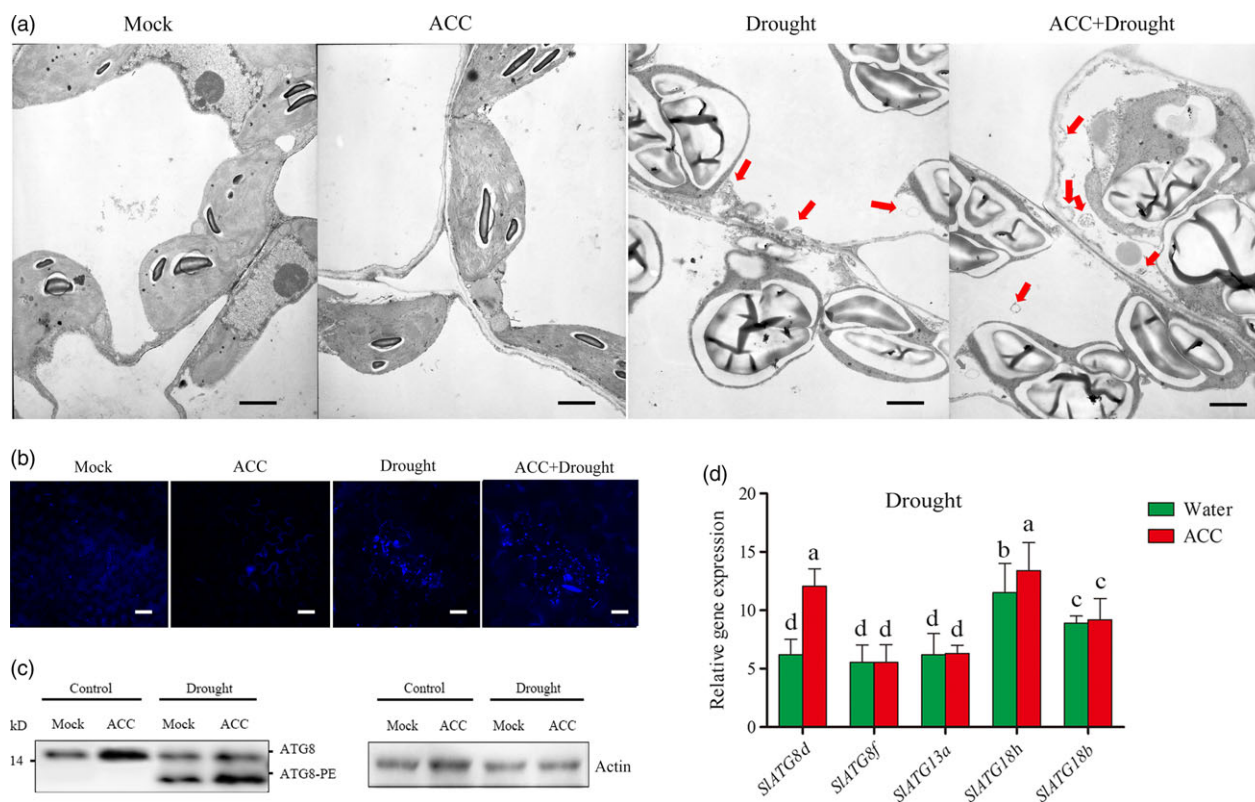 (a) Mock ACC Drought ACC+Drought
(b)
Mock ACC Drought ACC+Drought
(c)
Control Drought
kD Mock ACC Mock ACC
14
ATG8
ATG8-PE
Control Drought
Mock ACC Mock ACC
Actin
(d)
Drought
Water
ACC
Relative gene expression
20
15
10
5
0
d a d d d d b a c c
SlATG8d SlATG8f SlATG13a SlATG18h SlATG18b